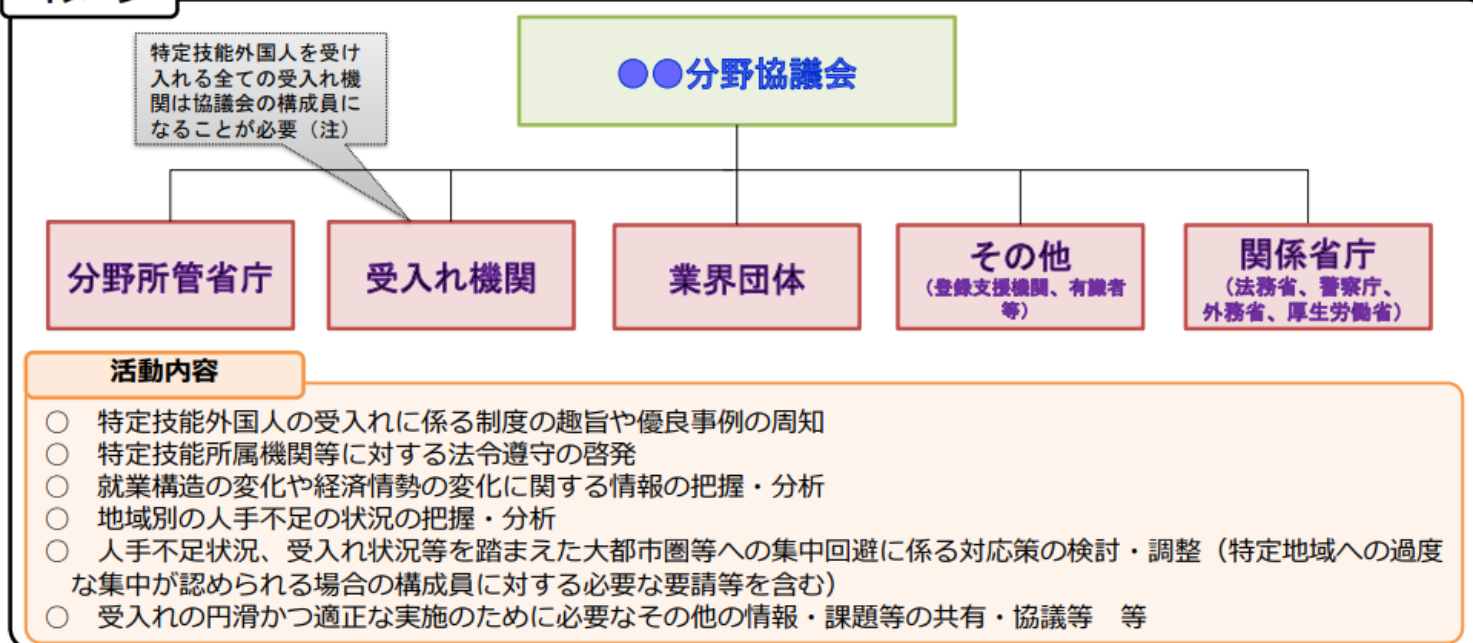 特定技能外国人を受け
入れる全ての受入れ機
関は協議会の構成員に
なることが必要（注）
●●分野協議会
分野所管省庁
受入れ機関
業界団体
その他
（登録支援機関、有識者
等）
関係省庁
（法務省、警察庁、
外務省、厚生労働省）
活動内容
○　特定技能外国人の受入れに係る制度の趣旨や優良事例の周知
○　特定技能所属機関等に対する法令遵守の啓発
○　就業構造の変化や経済情勢の変化に関する情報の把握・分析
○　地域別の人手不足の状況の把握・分析
○　人手不足状況、受入れ状況等を踏まえた大都市圏等への集中回避に係る対応策の検討・調整（特定地域への過度
な集中が認められる場合の構成員に対する必要な要請等を含む）
○　受入れの円滑かつ適正な実施のために必要なその他の情報・課題等の共有・協議等　等